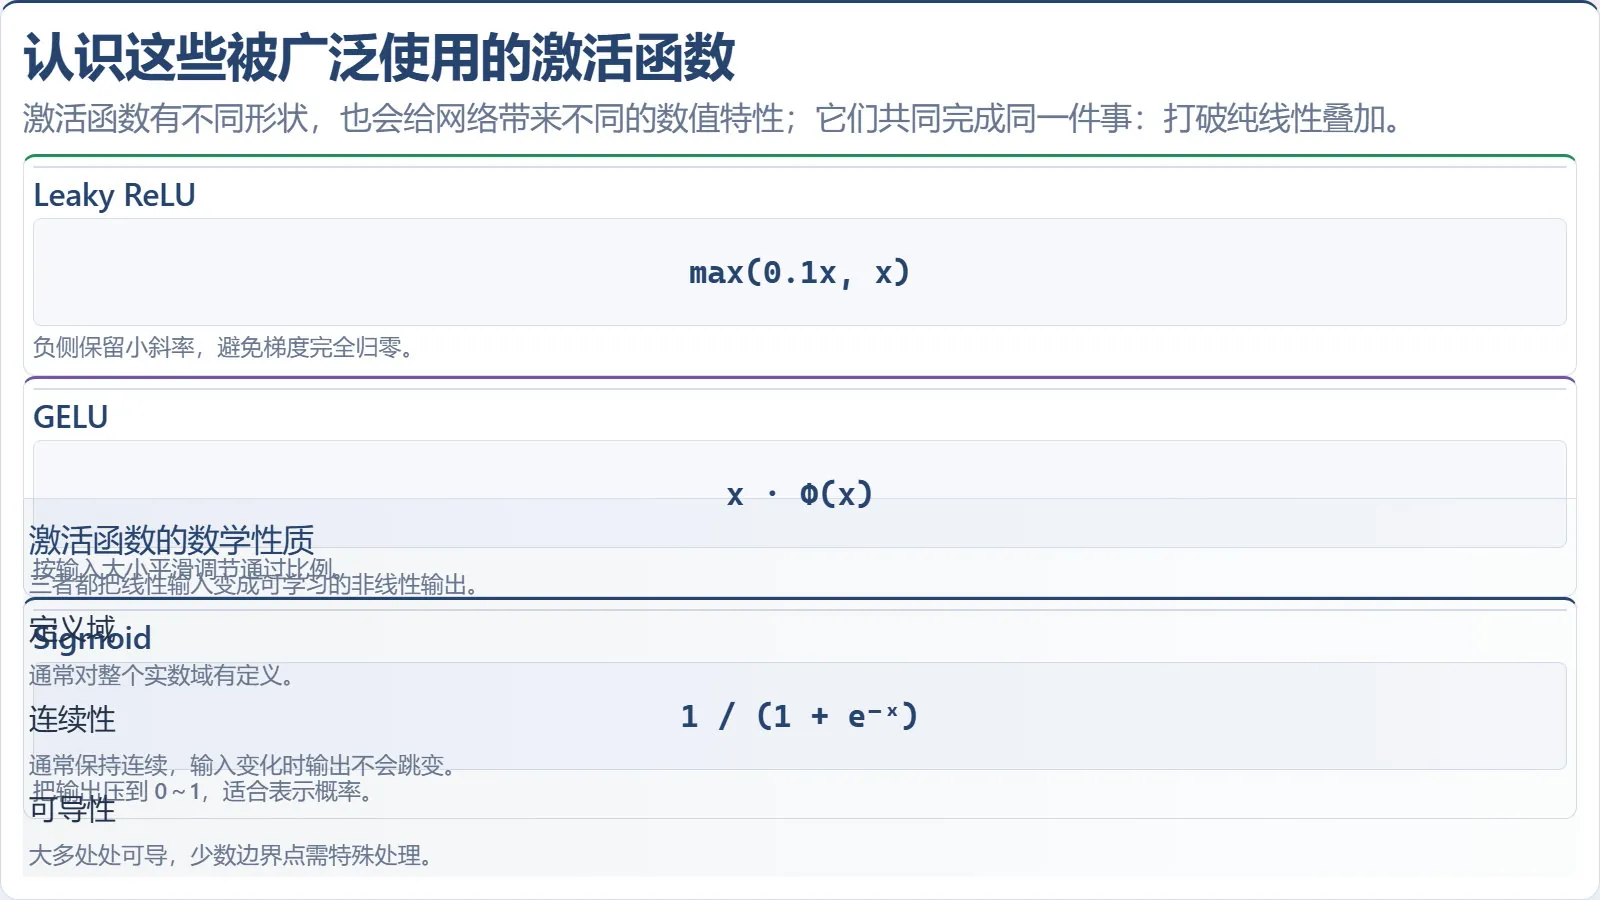 认识这些被广泛使用的激活函数
激活函数有不同形状，也会给网络带来不同的数值特性；它们共同完成同一件事：打破纯线性叠加。
Leaky ReLU
max(0.1x, x)
负侧保留小斜率，避免梯度完全归零。
GELU
x · Φ(x)
按输入大小平滑调节通过比例。
激活函数的数学性质
三者都把线性输入变成可学习的非线性输出。
Sigmoid
1 / (1 + e⁻ˣ)
把输出压到 0～1，适合表示概率。
定义域
通常对整个实数域有定义。
连续性
通常保持连续，输入变化时输出不会跳变。
可导性
大多处处可导，少数边界点需特殊处理。